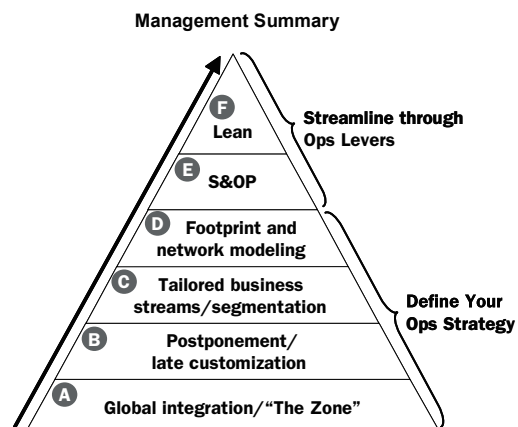 Management Summary
F
Lean
Streamline through
Ops Levers
E
S&OP
D
Footprint and
network modeling
C
Tailored business
streams/segmentation
Define Your
Ops Strategy
B
Postponement/
late customization
A
Global integration/“The Zone”